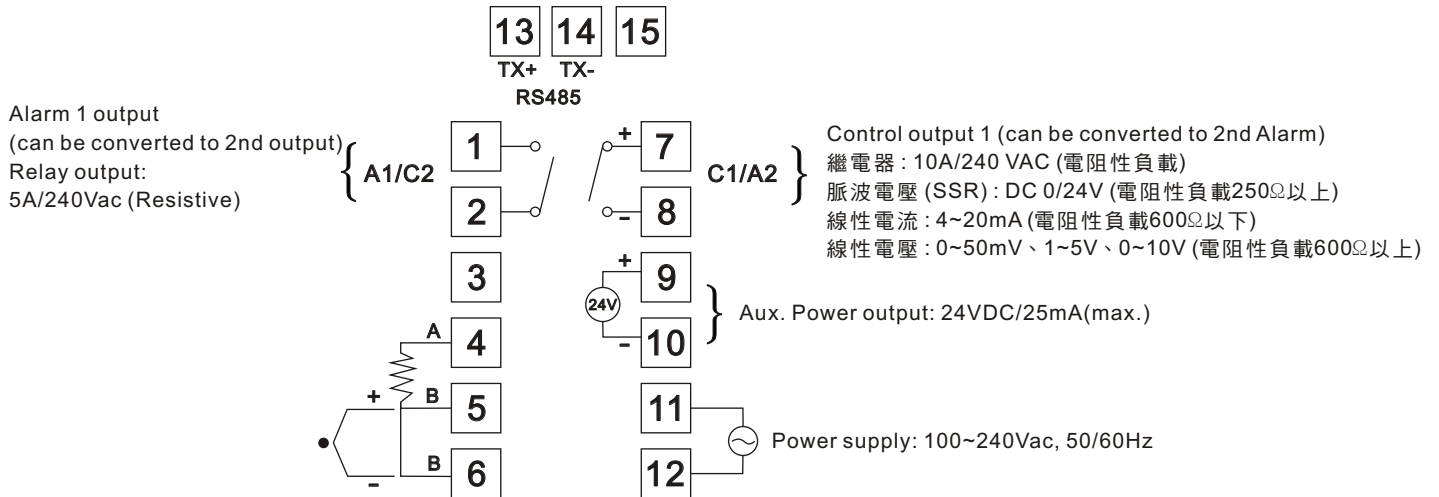 13 14 15
TX+ TX-
RS485
Alarm 1 output
(can be converted to 2nd output)
Relay output:
5A/240Vac (Resistive)
A1/C2
1
2
3
A 4
+ B 5
- B 6
+ 7
- 8
C1/A2
Control output 1 (can be converted to 2nd Alarm)
繼電器 : 10A/240 VAC (電阻性負載)
脈波電壓 (SSR) : DC 0/24V (電阻性負載250Ω以上)
線性電流 : 4~20mA (電阻性負載600Ω以下)
線性電壓 : 0~50mV、1~5V、0~10V (電阻性負載600Ω以上)
+ 9
24V
- 10
Aux. Power output: 24VDC/25mA(max.)
11
12
Power supply: 100~240Vac, 50/60Hz